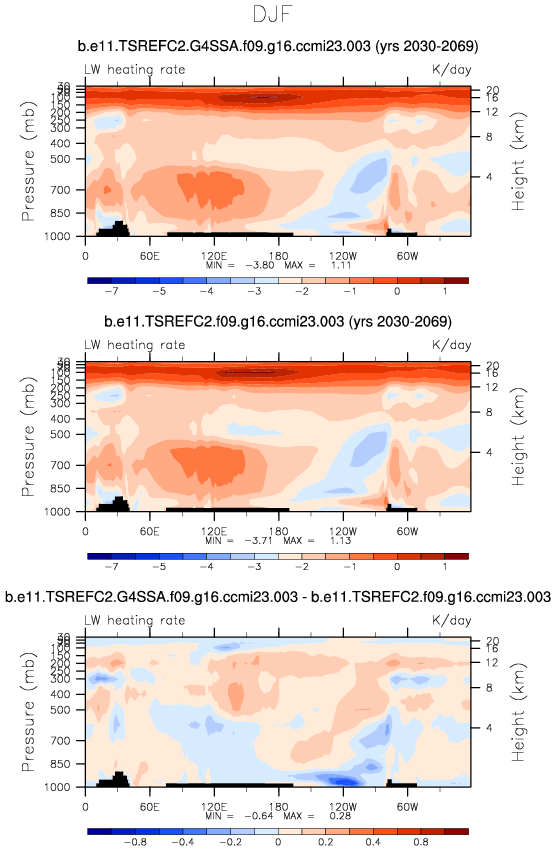 DJF
b.e11.TSREFC2.G4SSA.f09.g16.ccmi23.003 (yrs 2030-2069)
LW heating rate K/day
30
100
150
200
250
300
400
500
700
850
1000
Pressure (mb)
20
16
12
8
4
Height (km)
0 60E 120E 180 120W 60W
MIN = -3.80 MAX = 1.11
-7 -5 -4 -3 -2 -1 0 1
b.e11.TSREFC2.f09.g16.ccmi23.003 (yrs 2030-2069)
LW heating rate K/day
30
100
150
200
250
300
400
500
700
850
1000
Pressure (mb)
20
16
12
8
4
Height (km)
0 60E 120E 180 120W 60W
MIN = -3.71 MAX = 1.13
-7 -5 -4 -3 -2 -1 0 1
b.e11.TSREFC2.G4SSA.f09.g16.ccmi23.003 - b.e11.TSREFC2.f09.g16.ccmi23.003
LW heating rate K/day
30
100
150
200
250
300
400
500
700
850
1000
Pressure (mb)
20
16
12
8
4
Height (km)
0 60E 120E 180 120W 60W
MIN = -0.64 MAX = 0.28
-0.8 -0.4 -0.2 0 0.2 0.4 0.8